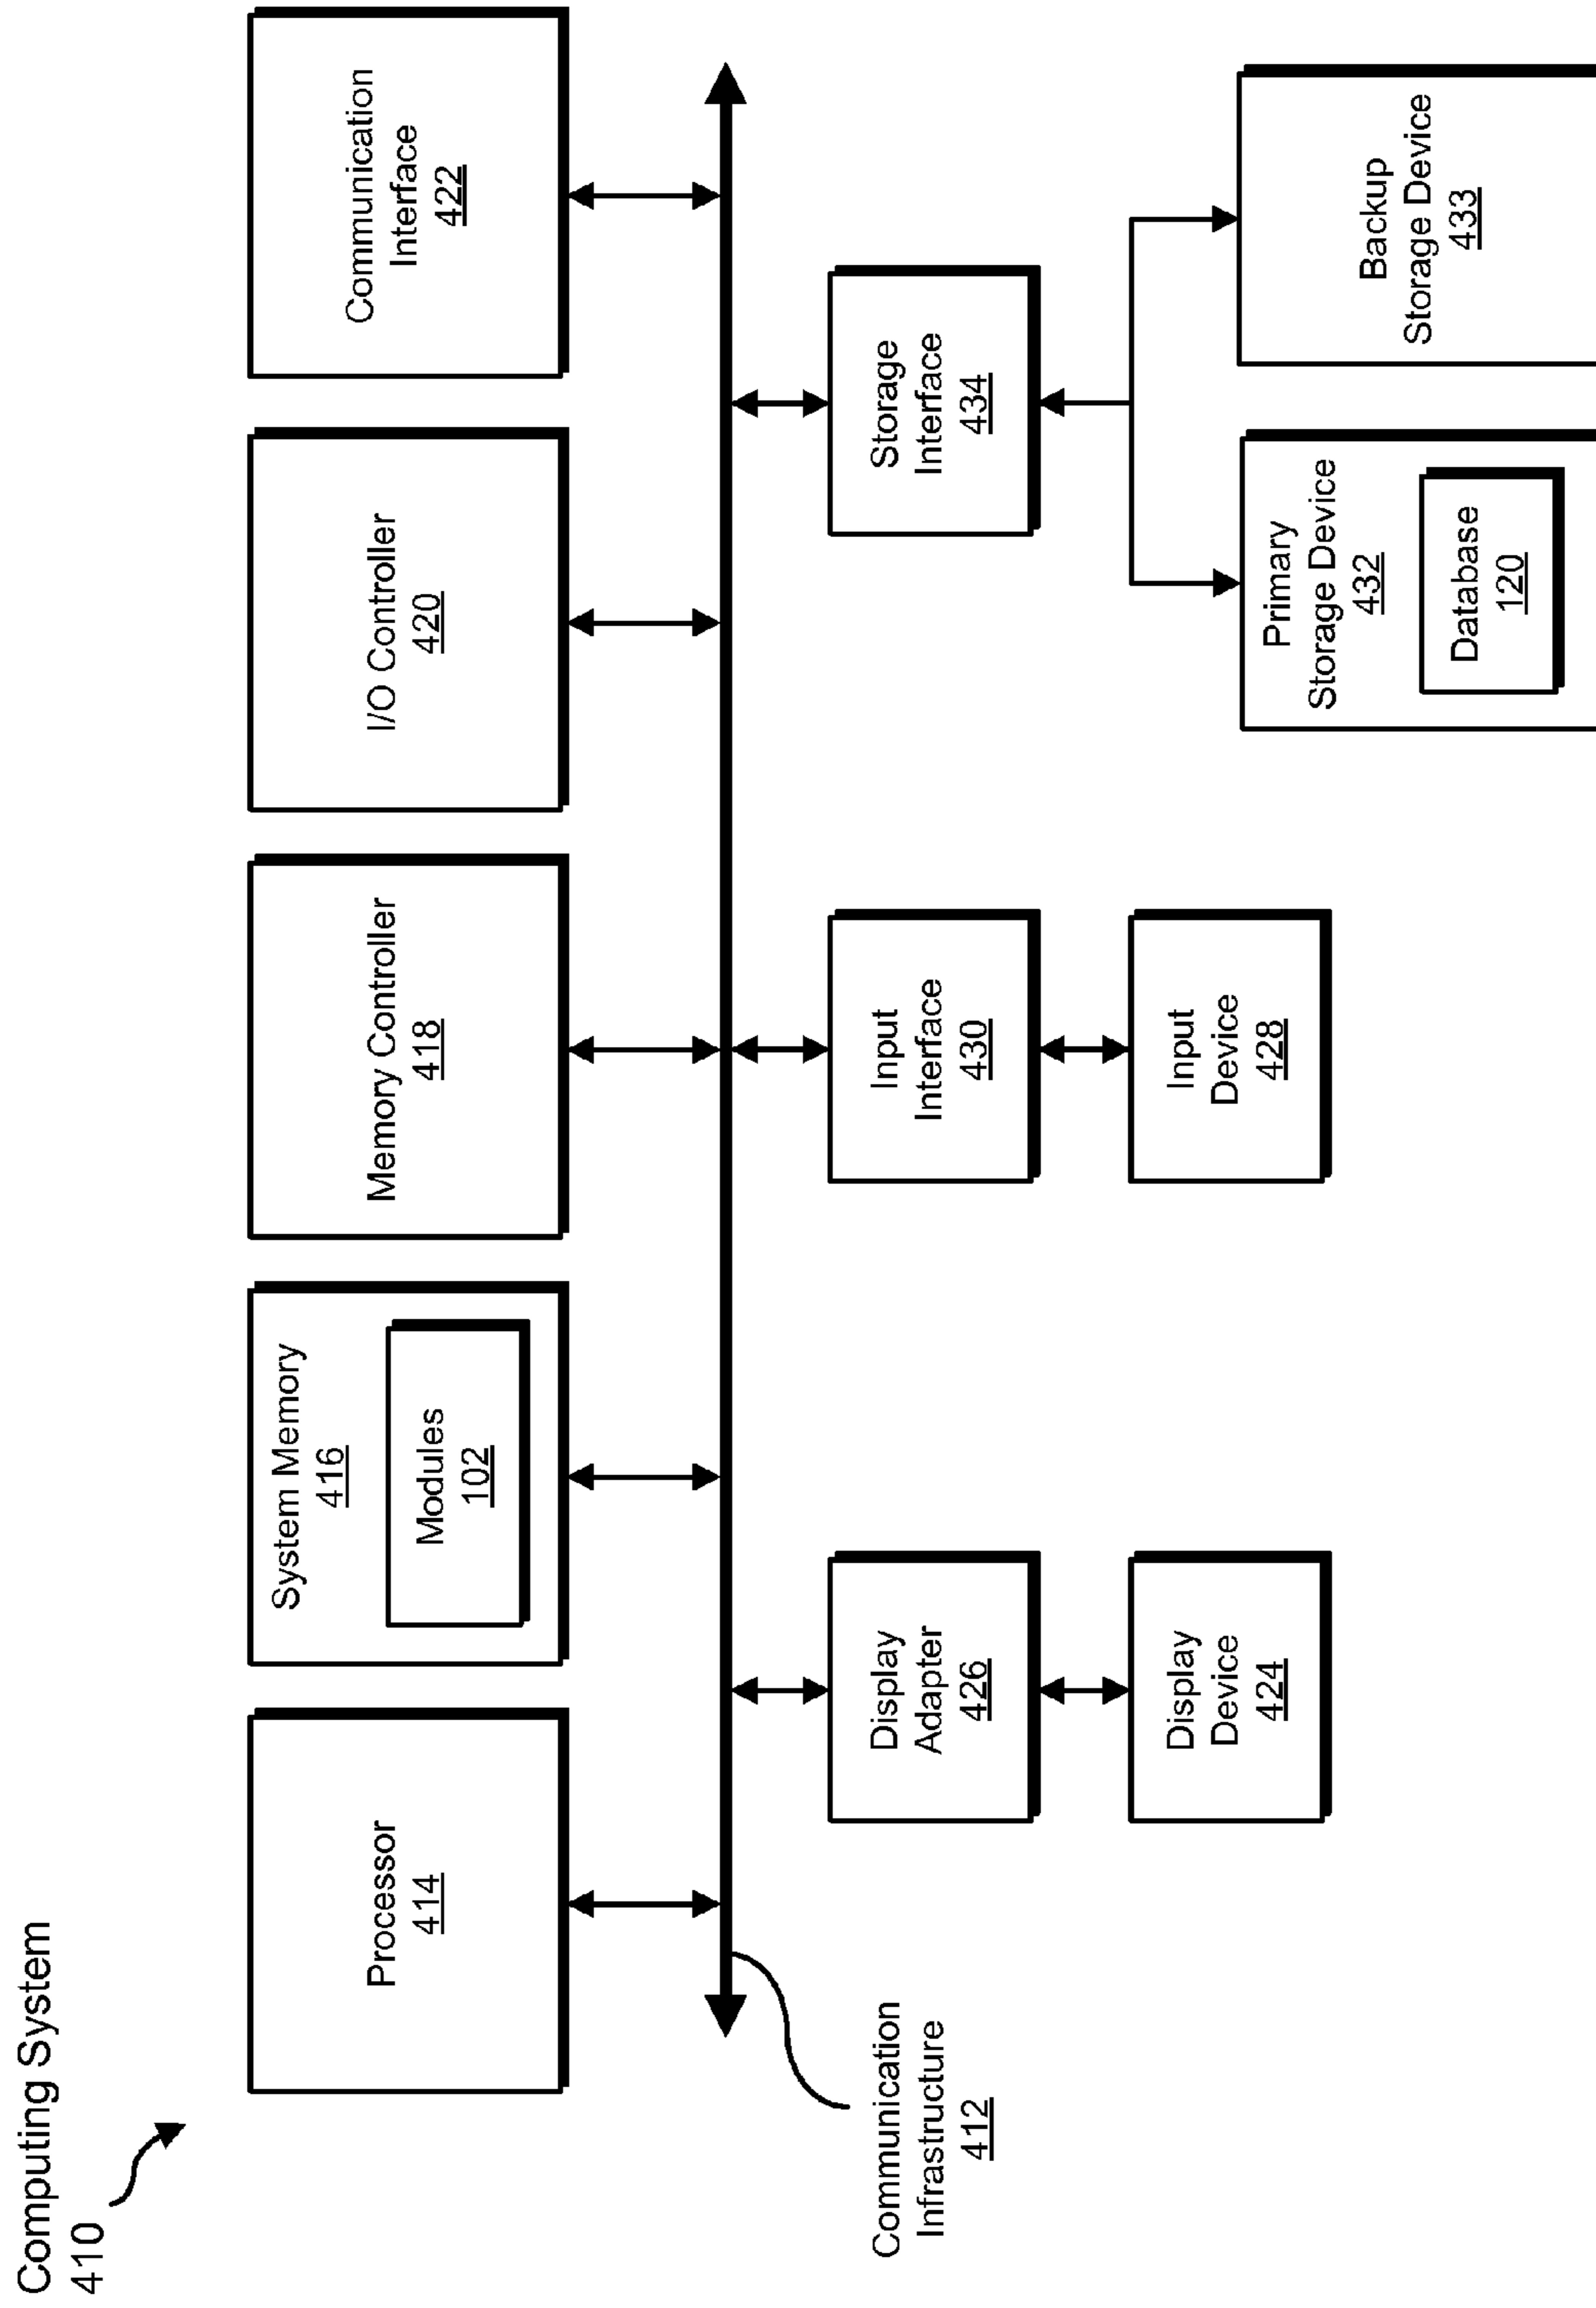 Computing System
410
Processor
414
System Memory
416
Modules
102
Memory Controller
418
I/O Controller
420
Communication
Interface
422
Communication
Infrastructure
412
Display
Adapter
426
Input
Interface
430
Storage
Interface
434
Display
Device
424
Input
Device
428
Primary
Storage Device
432
Database
120
Backup
Storage Device
433